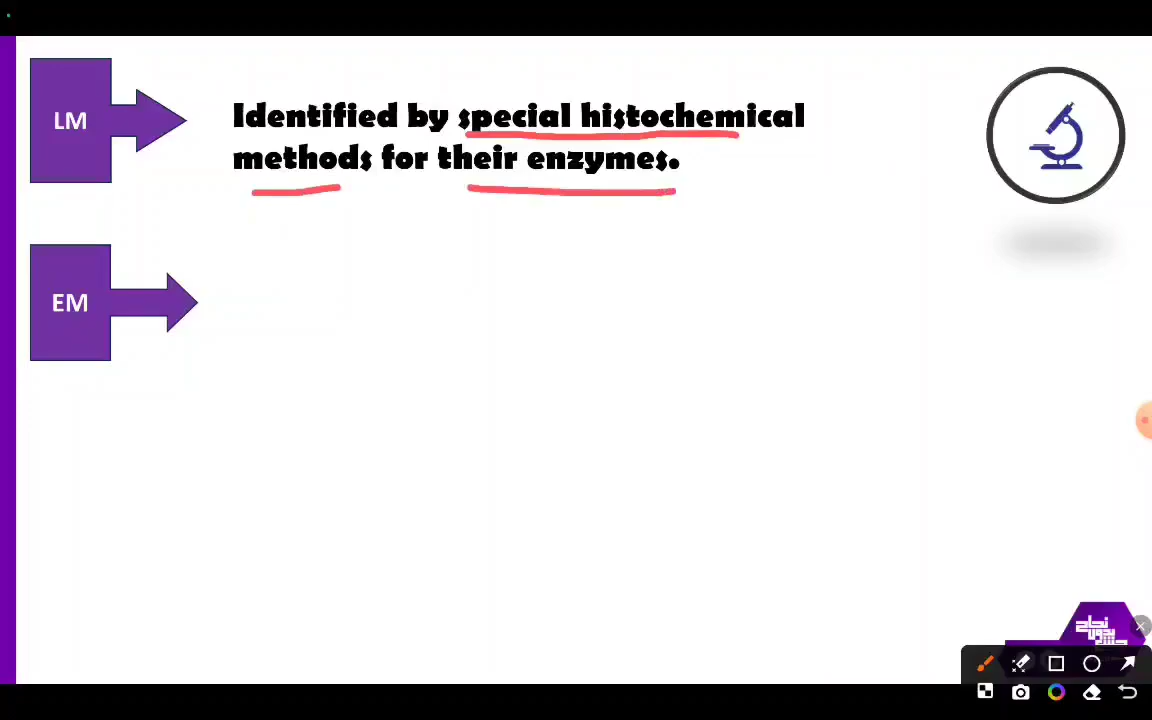 LM
Identified by special histochemical
methods for their enzymes.
EM